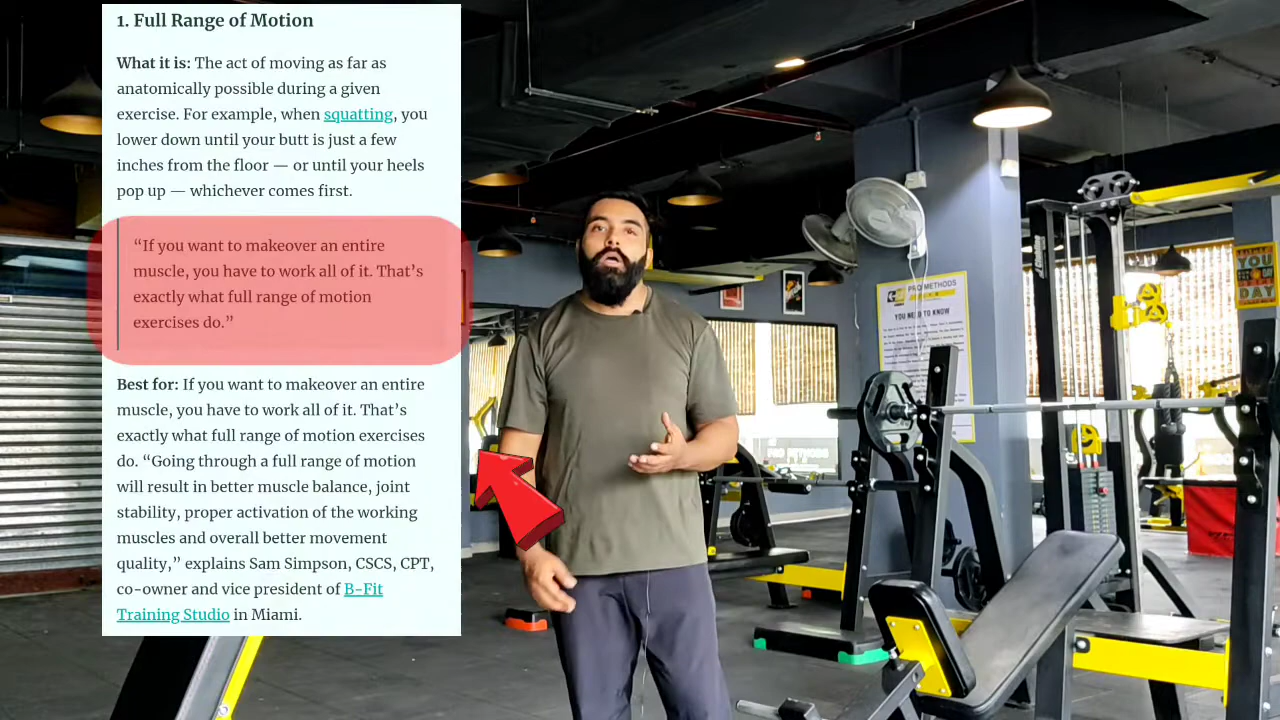 1. Full Range of Motion
What it is: The act of moving as far as
anatomically possible during a given
exercise. For example, when squatting, you
lower down until your butt is just a few
inches from the floor — or until your heels
pop up — whichever comes first.
“If you want to makeover an entire
muscle, you have to work all of it. That’s
exactly what full range of motion
exercises do.”
Best for: If you want to makeover an entire
muscle, you have to work all of it. That’s
exactly what full range of motion exercises
do. “Going through a full range of motion
will result in better muscle balance, joint
stability, proper activation of the working
muscles and overall better movement
quality,” explains Sam Simpson, CSCS, CPT,
co-owner and vice president of B-Fit
Training Studio in Miami.
PRO METHODS
YOU NEED TO KNOW
YOU
DAY
PRO METHODS